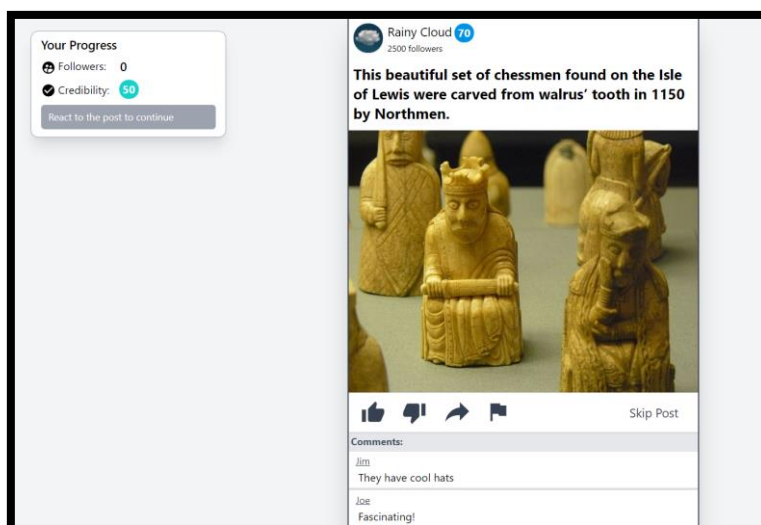 Your Progress
Followers: 0
Credibility: 50
React to the post to continue
Rainy Cloud 70
2500 followers
This beautiful set of chessmen found on the Isle
of Lewis were carved from walrus’ tooth in 1150
by Northmen.
Skip Post
Comments:
Jim
They have cool hats
Joe
Fascinating!